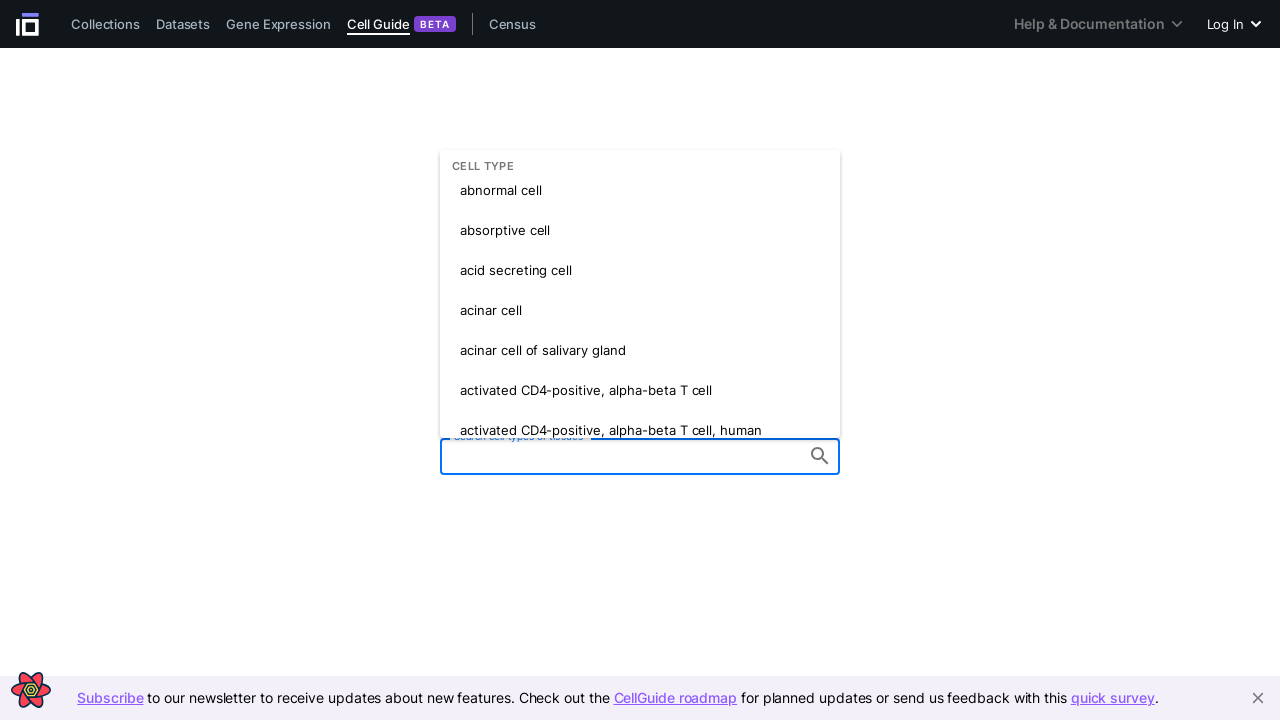 Collections Datasets Gene Expression Cell Guide BETA Census Help & Documentation Log In
CELL TYPE
abnormal cell
absorptive cell
acid secreting cell
acinar cell
acinar cell of salivary gland
activated CD4-positive, alpha-beta T cell
activated CD4-positive, alpha-beta T cell, human
Search cell types or tissues
Subscribe to our newsletter to receive updates about new features. Check out the CellGuide roadmap for planned updates or send us feedback with this quick survey.